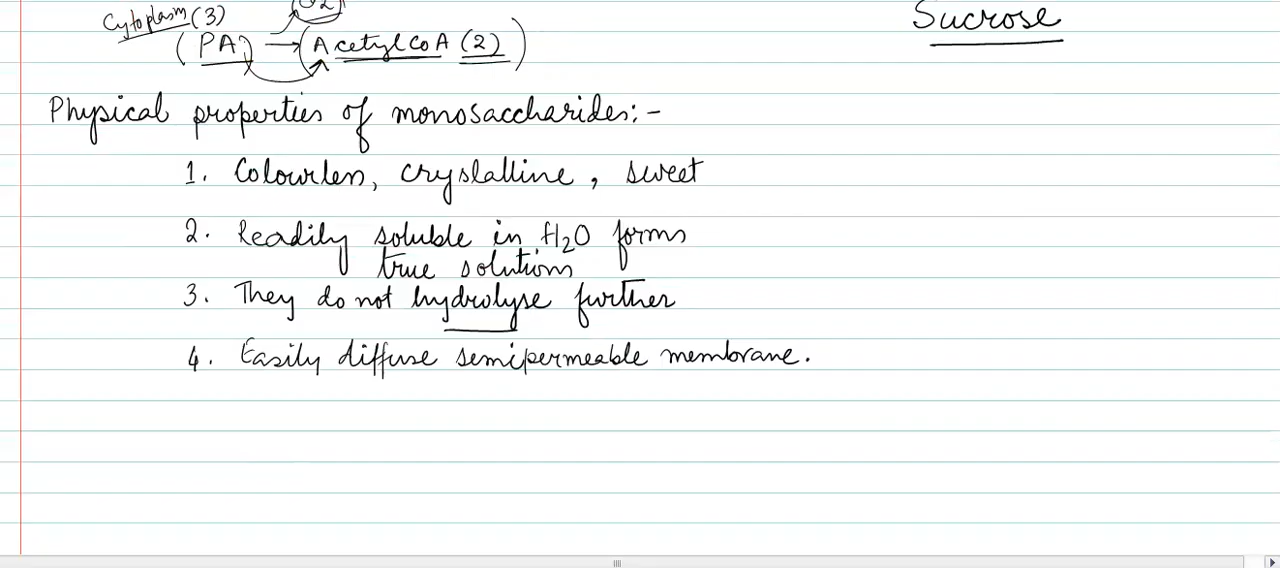 Cytoplasm (3)
Sucrose
(PA) → (Acetyl CoA (2))
Physical properties of monosaccharides:-
1. Colourless, crystalline, sweet
2. Readily soluble in H2O forms
true solutions
3. They do not hydrolyse further
4. Easily diffuse semipermeable membrane.